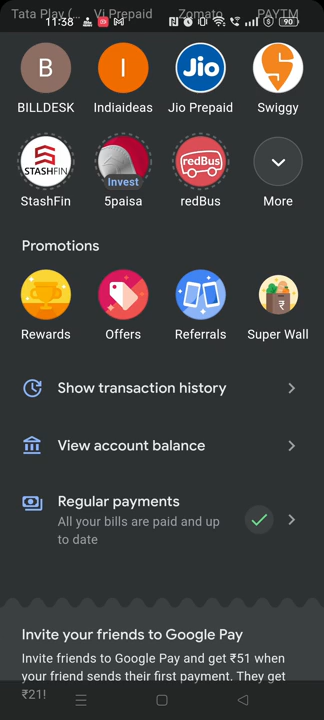 Tata Play (... Vi Prepaid Zomato PAYTM
11:38 90
B I Jio
BILLDESK Indiaideas Jio Prepaid Swiggy
STASHFIN Invest redBus
StashFin 5paisa redBus More
Promotions
Rewards Offers Referrals Super Wall
Show transaction history
View account balance
Regular payments
All your bills are paid and up
to date
Invite your friends to Google Pay
Invite friends to Google Pay and get ₹51 when
your friend sends their first payment. They get
₹21!